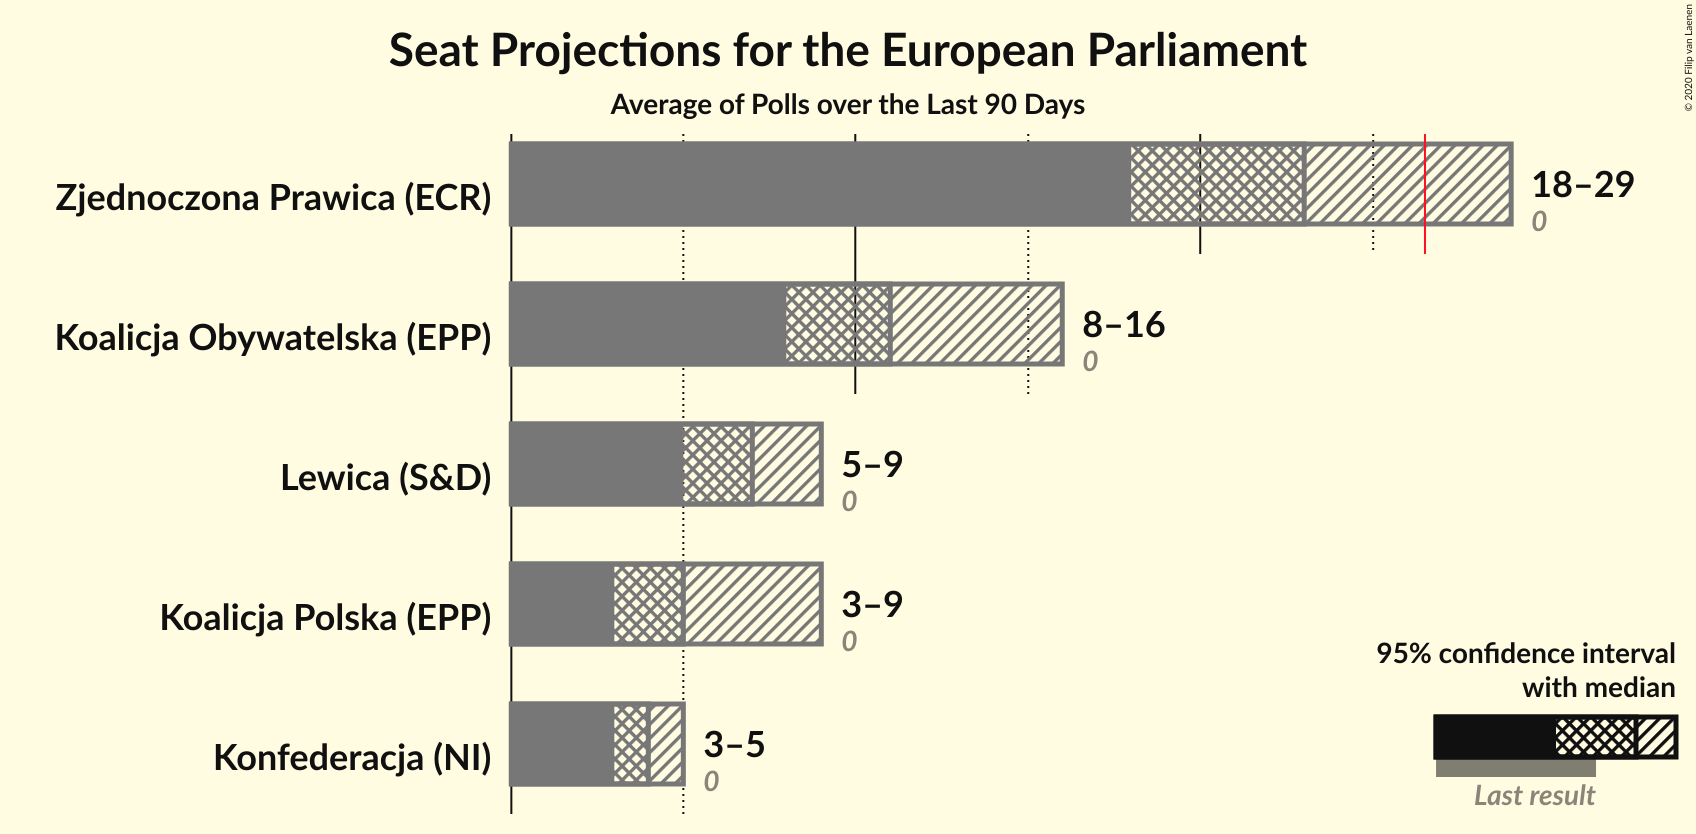 Seat Projections for the European Parliament
Average of Polls over the Last 90 Days
© 2020 Filip van Laenen
Zjednoczona Prawica (ECR)
18–29
0
Koalicja Obywatelska (EPP)
8–16
0
Lewica (S&D)
5–9
0
Koalicja Polska (EPP)
3–9
0
Konfederacja (NI)
3–5
0
95% confidence interval
with median
Last result